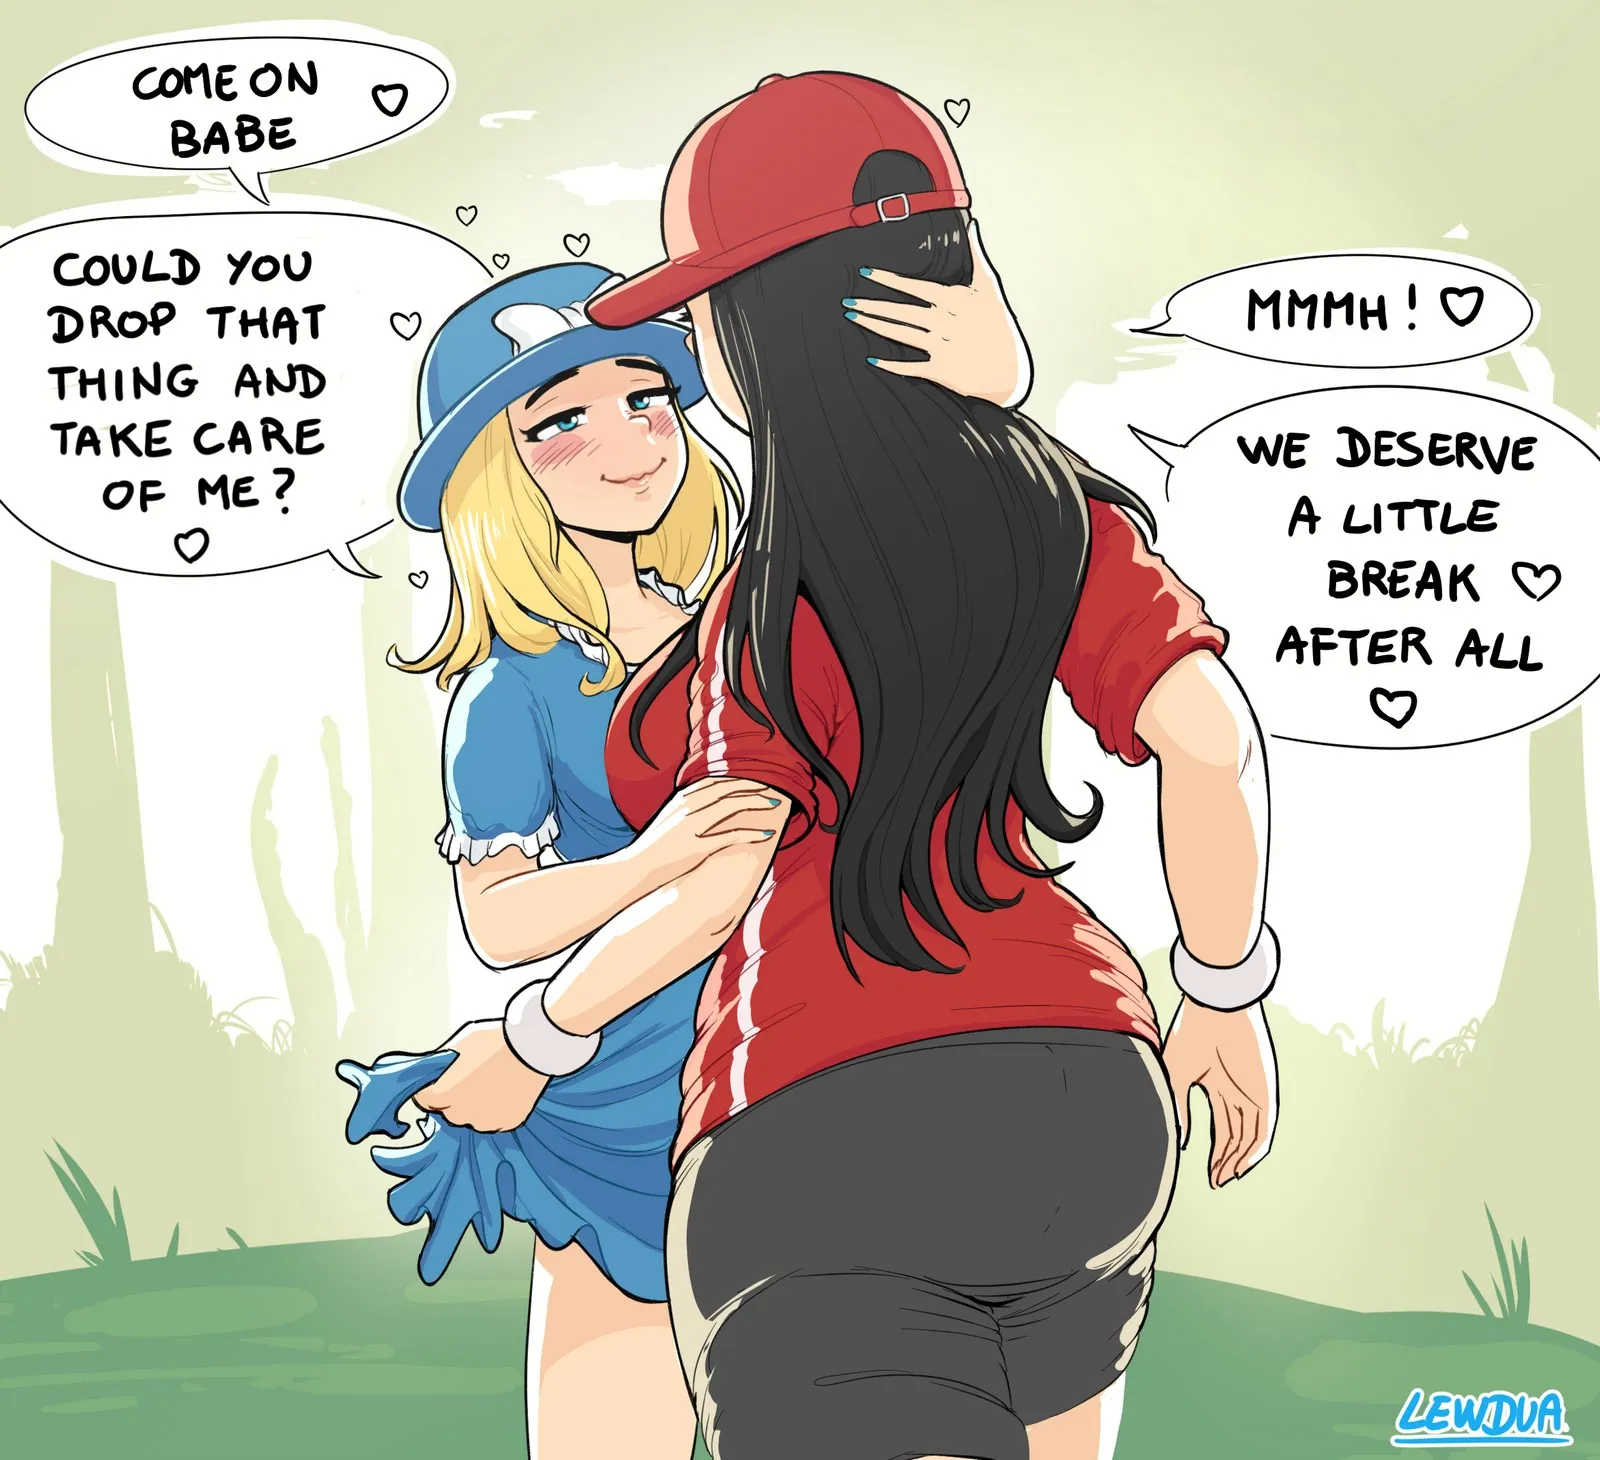 COME ON ♡
BABE
COULD YOU
DROP THAT
THING AND
TAKE CARE
OF ME?
♡
MMMH! ♡
WE DESERVE
A LITTLE
BREAK ♡
AFTER ALL
♡
LEWDUA